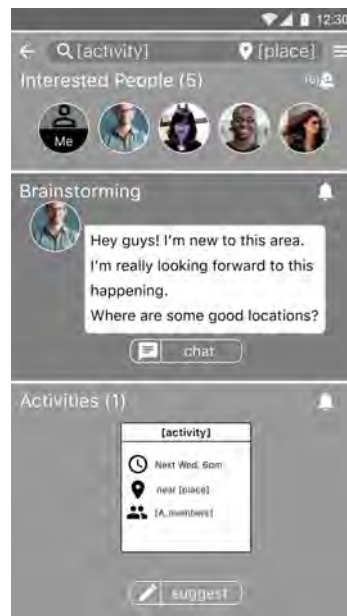 12:30
[activity] [place]
Interested People (5)
(6)
Me
Brainstorming
Hey guys! I'm new to this area.
I'm really looking forward to this
happening.
Where are some good locations?
chat
Activities (1)
[activity]
Next Wed, 6pm
near [place]
[A_members]
suggest